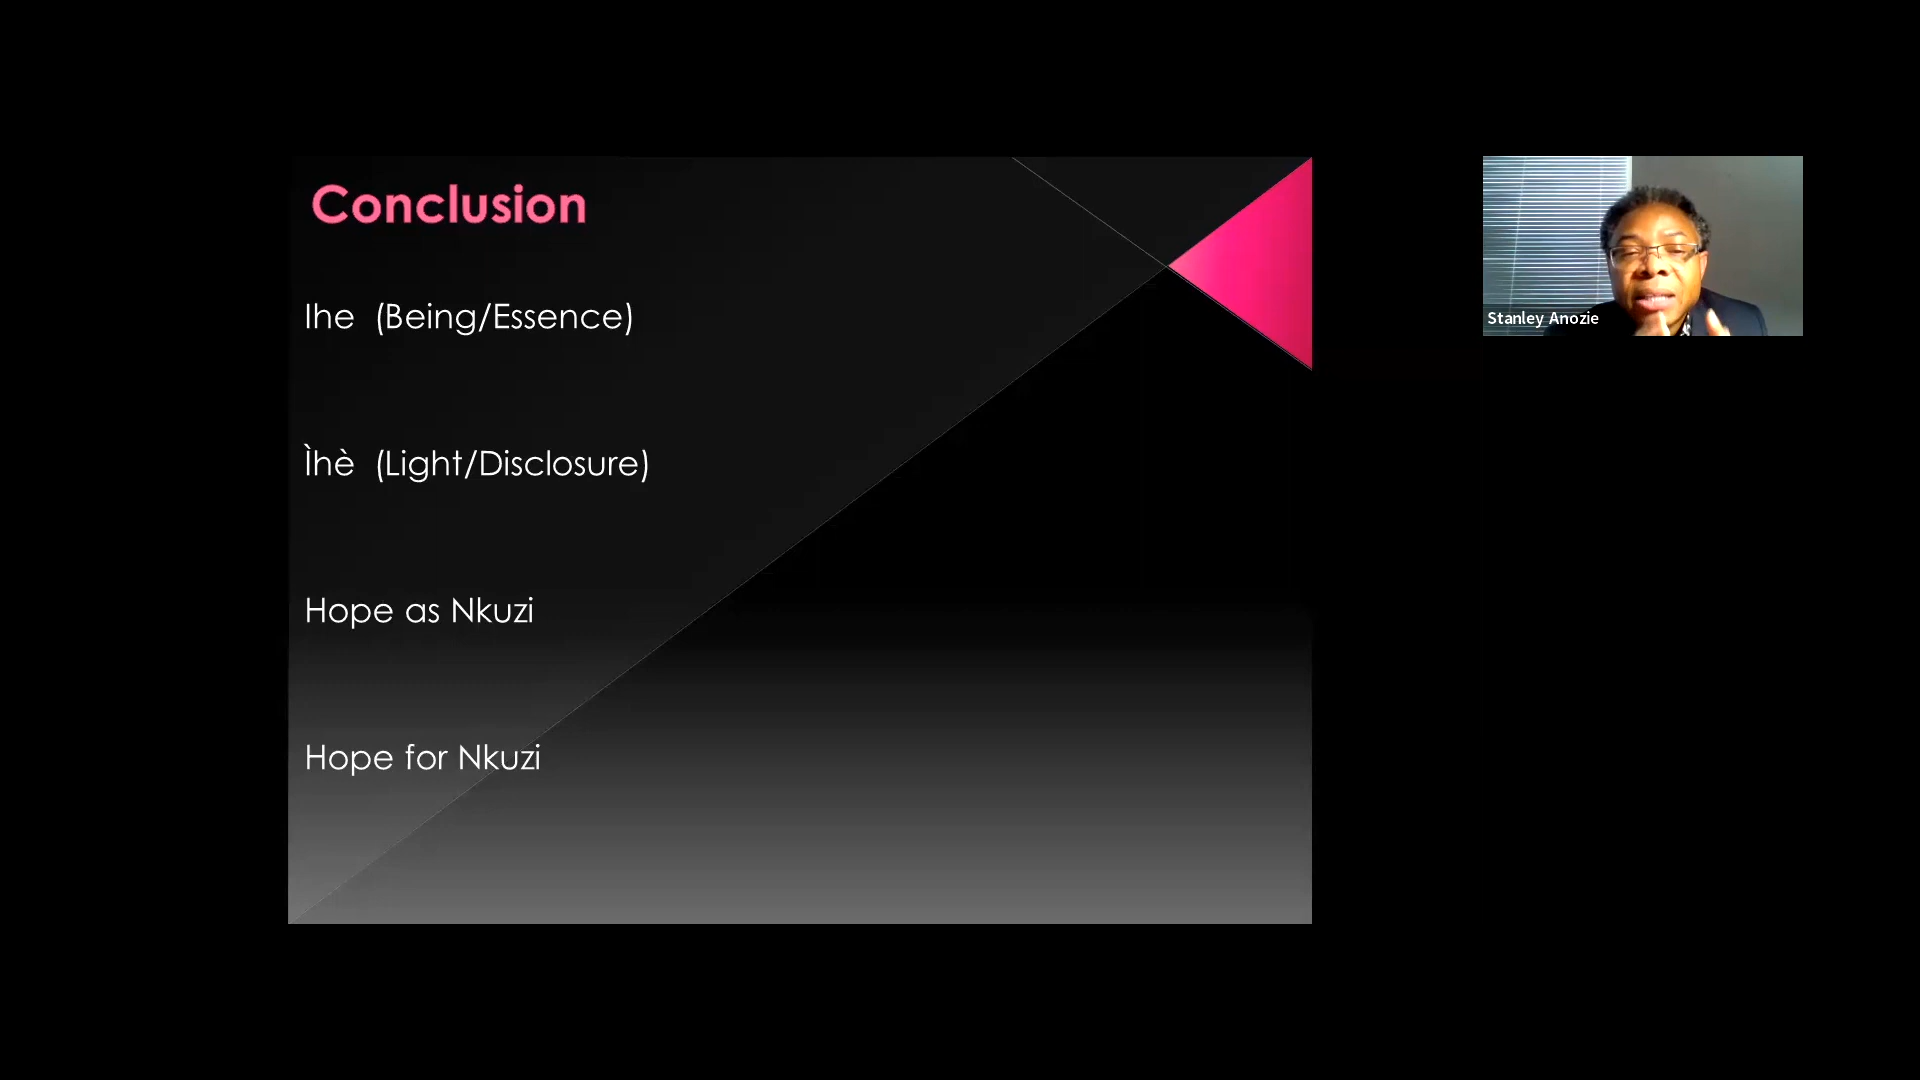 Conclusion
Ihe (Being/Essence)
Ìhè (Light/Disclosure)
Hope as Nkuzi
Hope for Nkuzi
Stanley Anozie